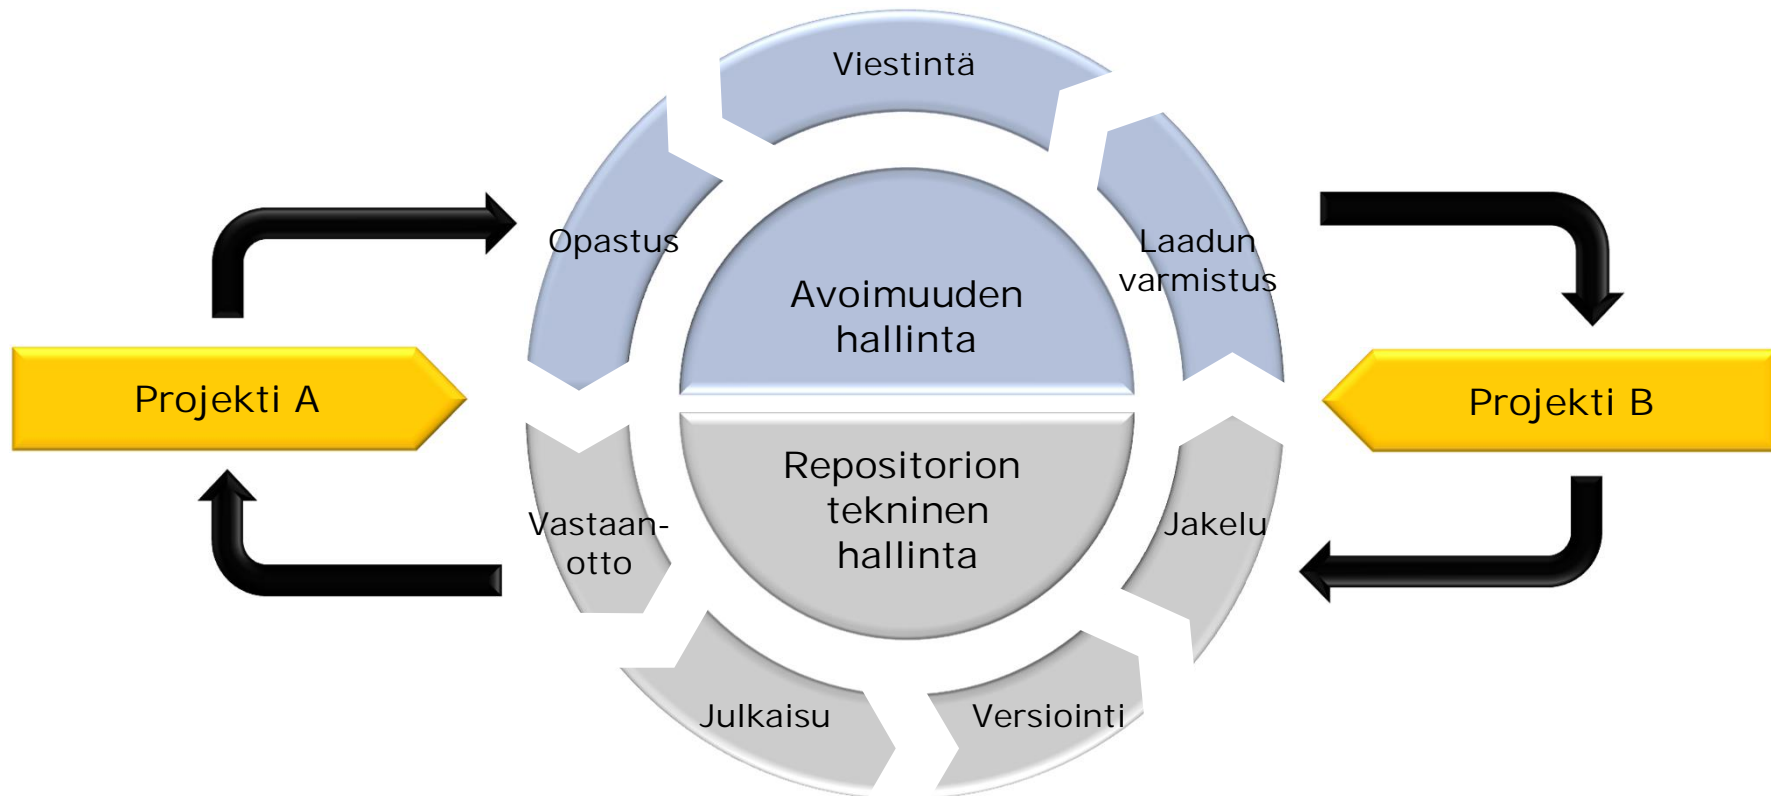 Viestintä
Opastus
Laadun
varmistus
Avoimuuden
hallinta
Projekti A
Projekti B
Repositorion
tekninen
hallinta
Vastaan-
otto
Jakelu
Julkaisu
Versiointi